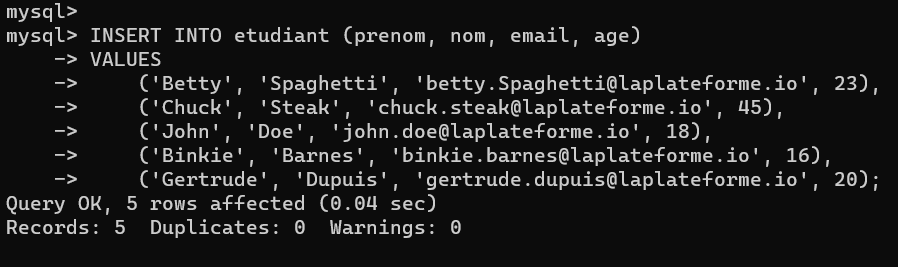 mysql>
mysql> INSERT INTO etudiant (prenom, nom, email, age)
    -> VALUES
    ->     ('Betty', 'Spaghetti', 'betty.Spaghetti@laplateforme.io', 23),
    ->     ('Chuck', 'Steak', 'chuck.steak@laplateforme.io', 45),
    ->     ('John', 'Doe', 'john.doe@laplateforme.io', 18),
    ->     ('Binkie', 'Barnes', 'binkie.barnes@laplateforme.io', 16),
    ->     ('Gertrude', 'Dupuis', 'gertrude.dupuis@laplateforme.io', 20);
Query OK, 5 rows affected (0.04 sec)
Records: 5  Duplicates: 0  Warnings: 0